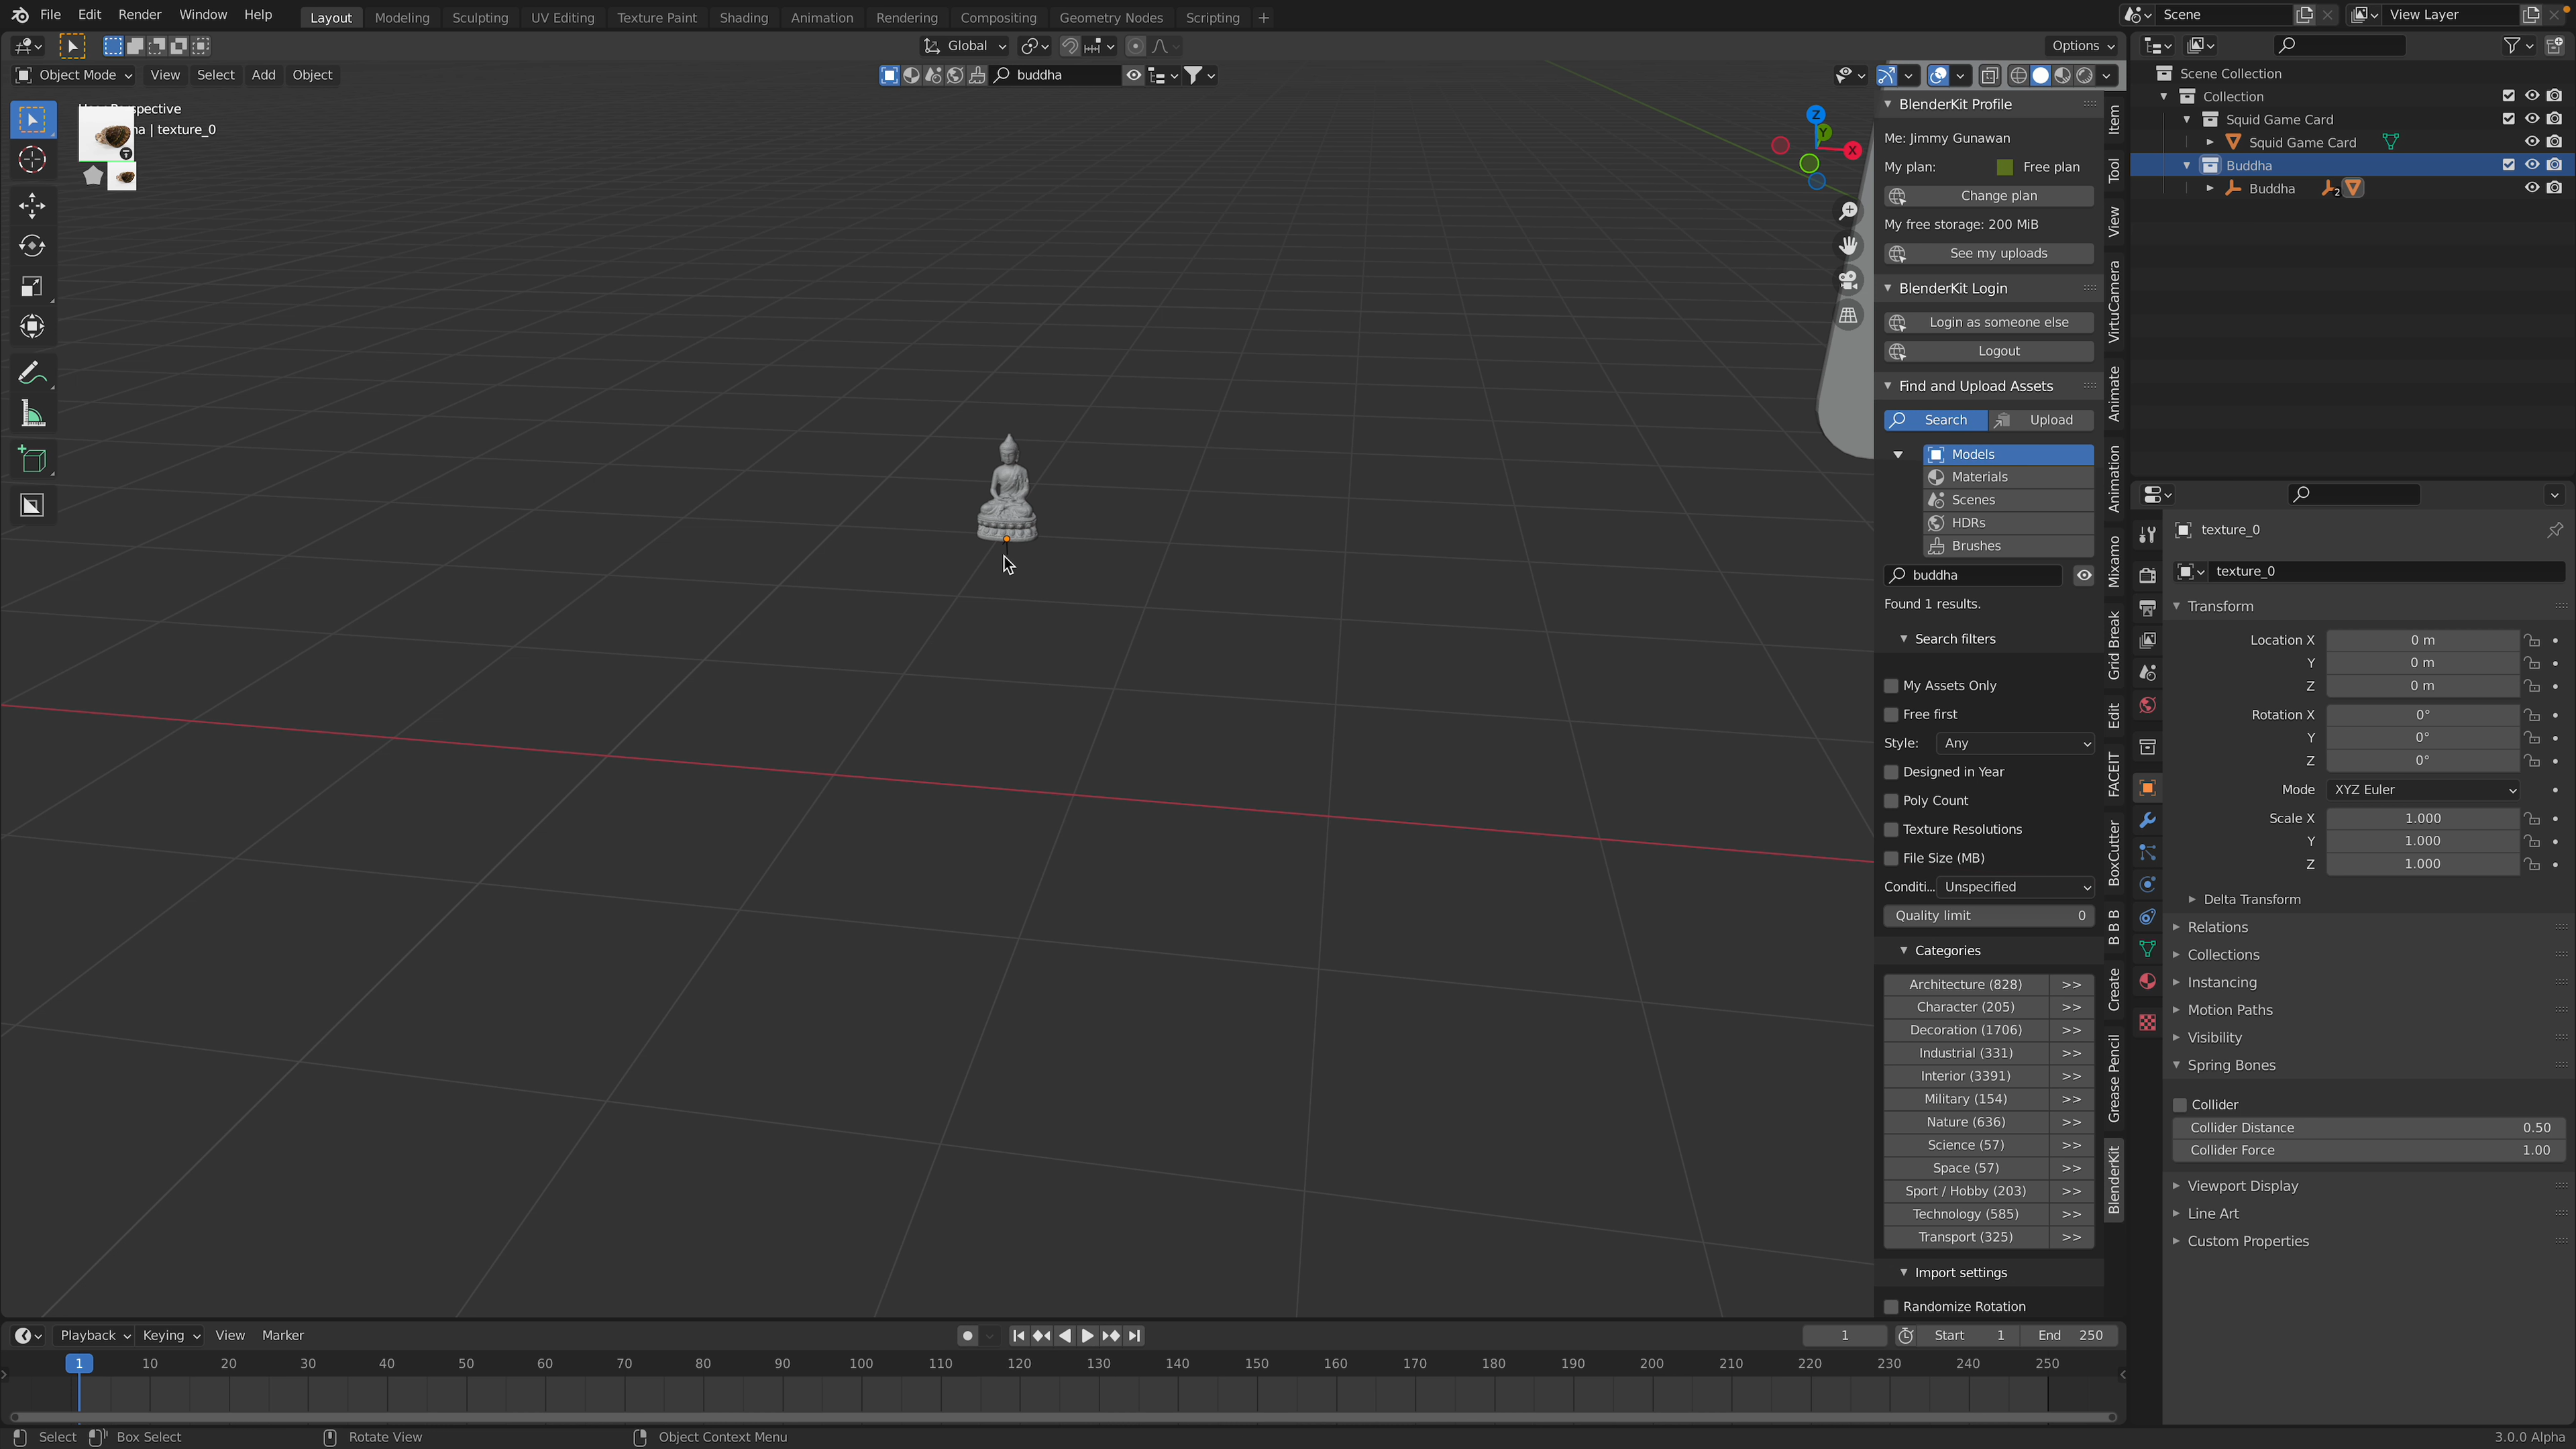 File Edit Render Window Help Layout Modeling Sculpting UV Editing Texture Paint Shading Animation Rendering Compositing Geometry Nodes Scripting + Scene View Layer
Global Options
Object Mode View Select Add Object buddha
spective
| texture_0
BlenderKit Profile
Me: Jimmy Gunawan
My plan: Free plan
Change plan
My free storage: 200 MiB
See my uploads
BlenderKit Login
Login as someone else
Logout
Find and Upload Assets
Search Upload
Models
Materials
Scenes
HDRs
Brushes
buddha
Found 1 results.
Search filters
My Assets Only
Free first
Style: Any
Designed in Year
Poly Count
Texture Resolutions
File Size (MB)
Conditi... Unspecified
Quality limit 0
Categories
Architecture (828) >>
Character (205) >>
Decoration (1706) >>
Industrial (331) >>
Interior (3391) >>
Military (154) >>
Nature (636) >>
Science (57) >>
Space (57) >>
Sport / Hobby (203) >>
Technology (585) >>
Transport (325) >>
Import settings
Randomize Rotation
Z
Y
X
Item
Tool
View
VirtuCamera
Animate
Animation
Mixamo
Grid Break
Edit
FACEIT
BoxCutter
B B B
Create
Grease Pencil
BlenderKit
Scene Collection
Collection
Squid Game Card
Squid Game Card
Buddha
Buddha 2
texture_0
texture_0
Transform
Location X 0 m
Y 0 m
Z 0 m
Rotation X 0°
Y 0°
Z 0°
Mode XYZ Euler
Scale X 1.000
Y 1.000
Z 1.000
Delta Transform
Relations
Collections
Instancing
Motion Paths
Visibility
Spring Bones
Collider
Collider Distance 0.50
Collider Force 1.00
Viewport Display
Line Art
Custom Properties
Playback Keying View Marker 1 Start 1 End 250
1 10 20 30 40 50 60 70 80 90 100 110 120 130 140 150 160 170 180 190 200 210 220 230 240 250
Select Box Select Rotate View Object Context Menu 3.0.0 Alpha